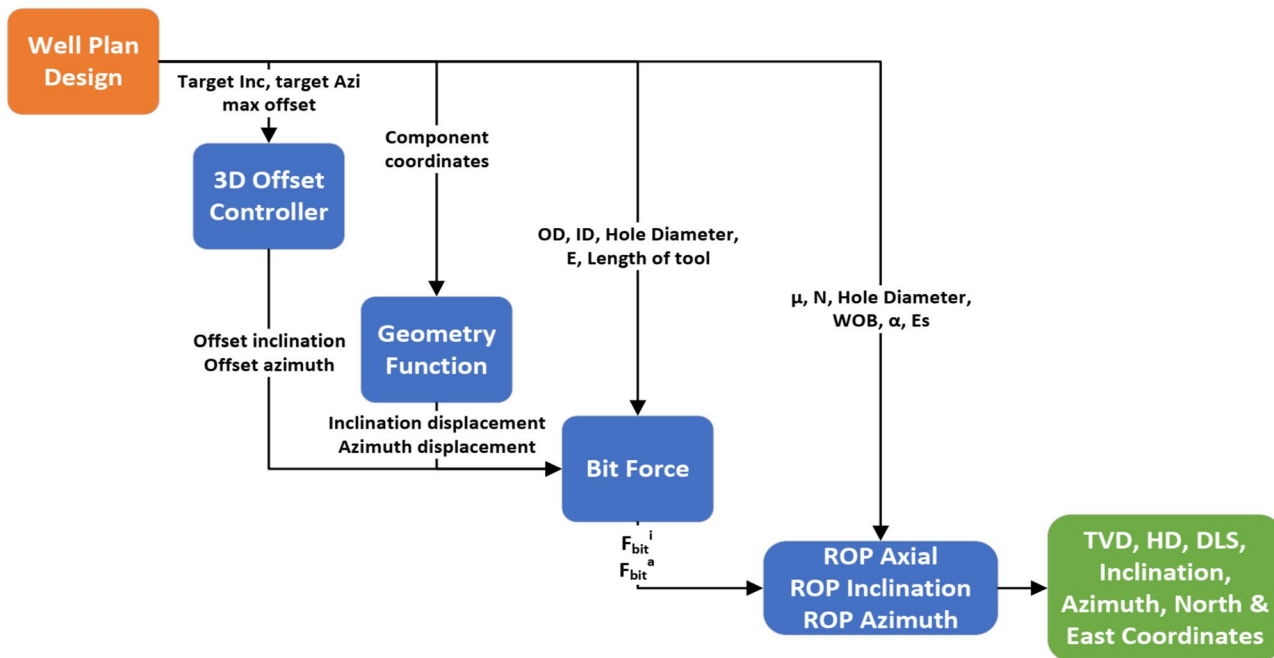 Well Plan
Design
Target Inc, target Azi
max offset
3D Offset
Controller
Component
coordinates
OD, ID, Hole Diameter,
E, Length of tool
μ, N, Hole Diameter,
WOB, α, Es
Offset inclination
Offset azimuth
Geometry
Function
Inclination displacement
Azimuth displacement
Bit Force
F_bit^i
F_bit^a
ROP Axial
ROP Inclination
ROP Azimuth
TVD, HD, DLS,
Inclination,
Azimuth, North &
East Coordinates